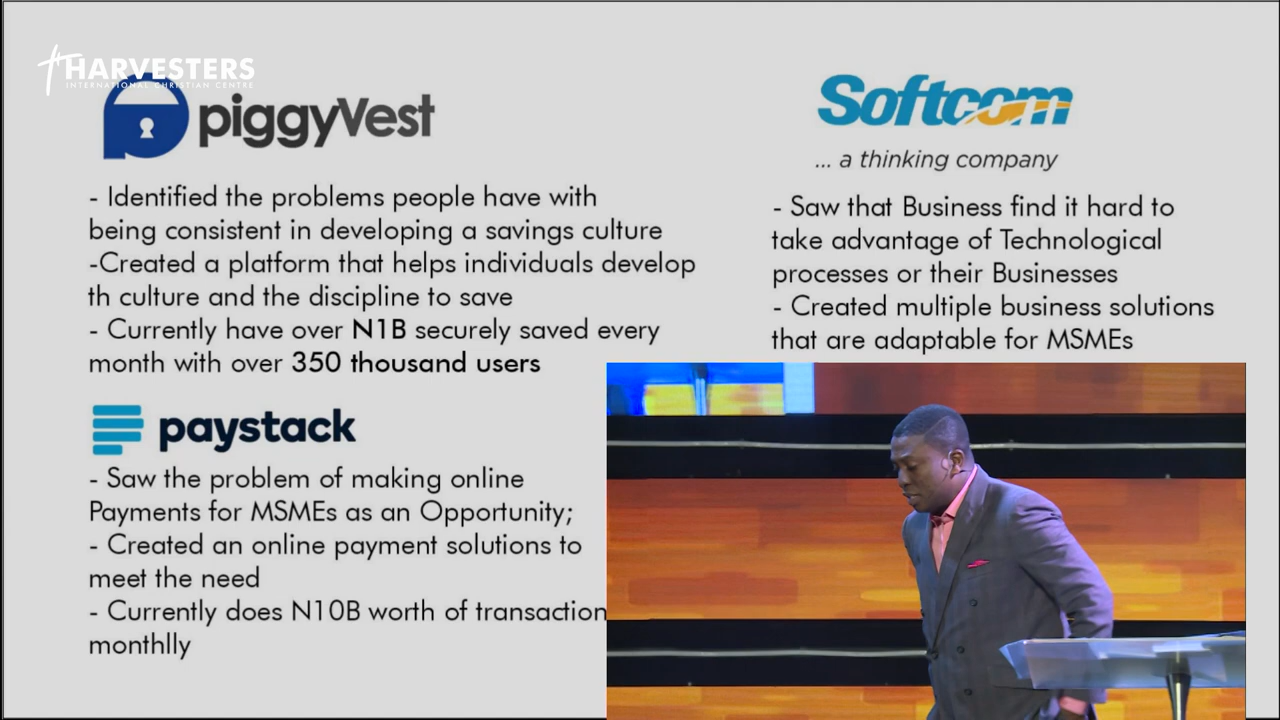 HARVESTERS
INTERNATIONAL CHRISTIAN CENTRE
piggyVest
- Identified the problems people have with
being consistent in developing a savings culture
-Created a platform that helps individuals develop
th culture and the discipline to save
- Currently have over N1B securely saved every
month with over 350 thousand users
paystack
- Saw the problem of making online
Payments for MSMEs as an Opportunity;
- Created an online payment solutions to
meet the need
- Currently does N10B worth of transaction
monthlly
Softcom
... a thinking company
- Saw that Business find it hard to
take advantage of Technological
processes or their Businesses
- Created multiple business solutions
that are adaptable for MSMEs